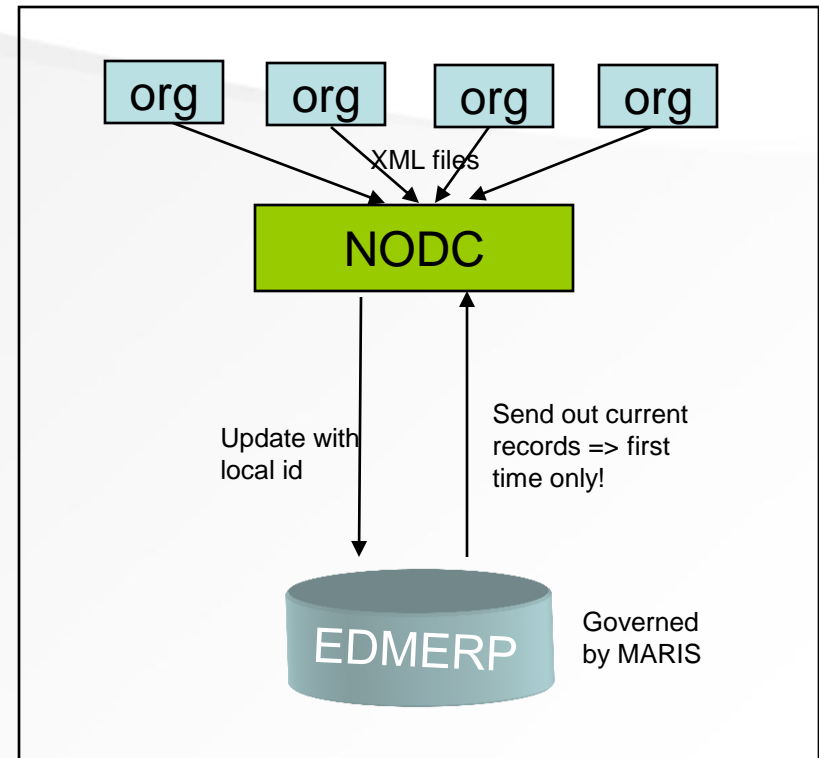 org org org org
XML files
NODC
Update with
local id
Send out current
records => first
time only!
EDMERP
Governed
by MARIS